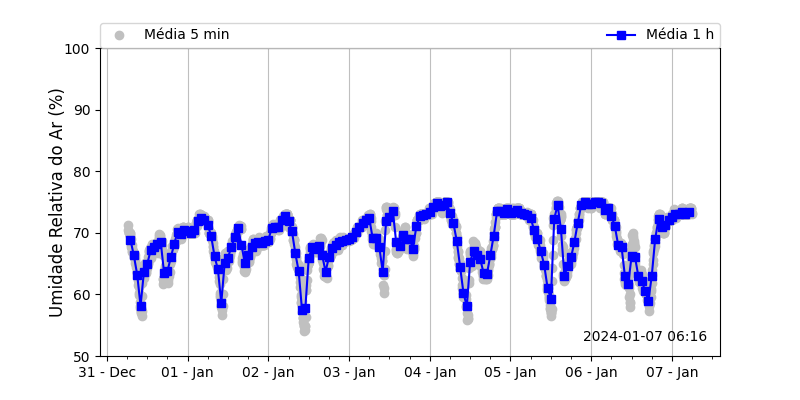 Média 5 min
Média 1 h
Umidade Relativa do Ar (%)
100
90
80
70
60
50
2024-01-07 06:16
31 - Dec
01 - Jan
02 - Jan
03 - Jan
04 - Jan
05 - Jan
06 - Jan
07 - Jan